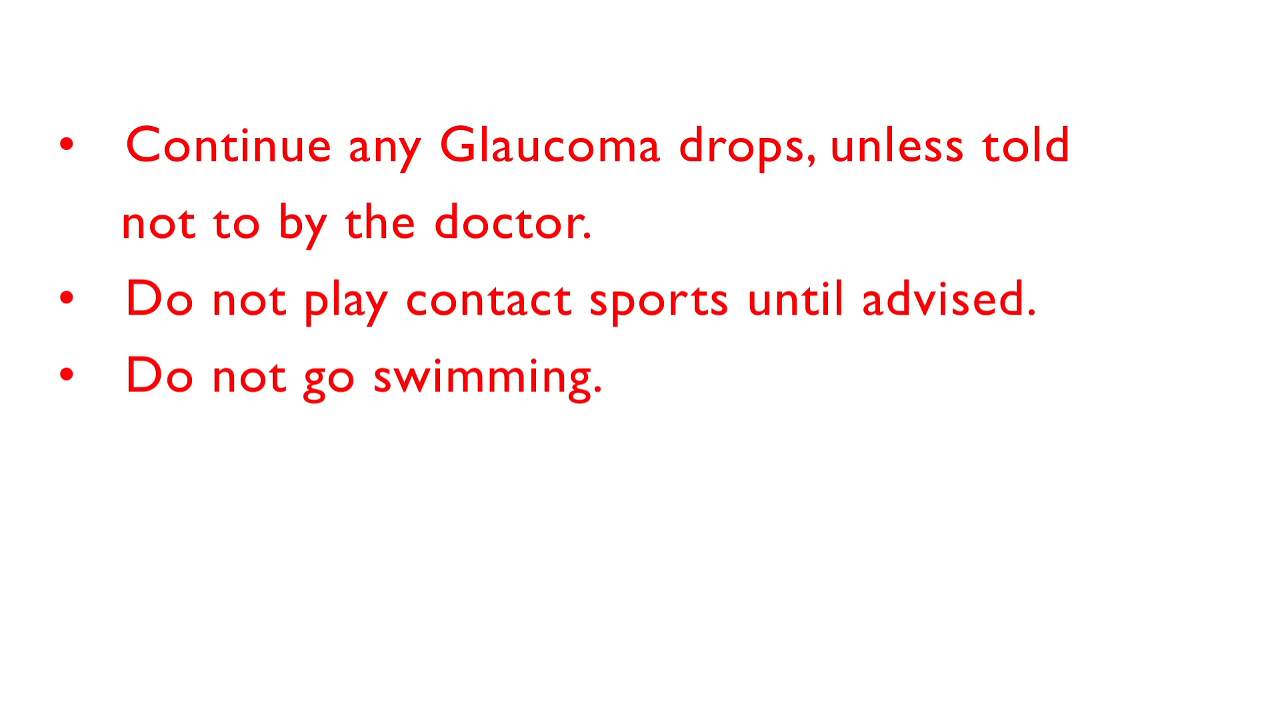 • Continue any Glaucoma drops, unless told
not to by the doctor.
• Do not play contact sports until advised.
• Do not go swimming.